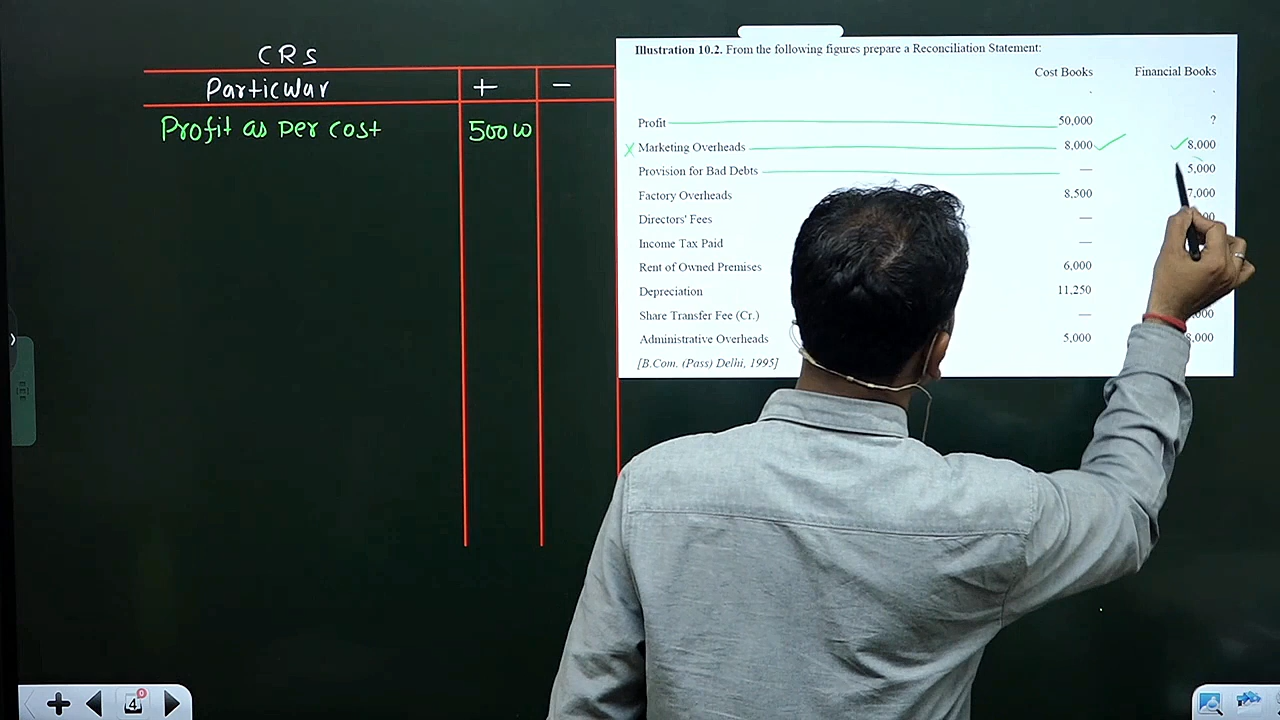 CRs
Particular + −
Profit as per cost 50000
Illustration 10.2. From the following figures prepare a Reconciliation Statement:
Cost Books Financial Books
Profit 50,000 ?
x Marketing Overheads 8,000 ✓ ✓ 8,000
Provision for Bad Debts — 5,000
Factory Overheads 8,500 7,000
Directors' Fees —
Income Tax Paid —
Rent of Owned Premises 6,000
Depreciation 11,250
Share Transfer Fee (Cr.) —
Administrative Overheads 5,000
[B.Com. (Pass) Delhi, 1995]
4
0